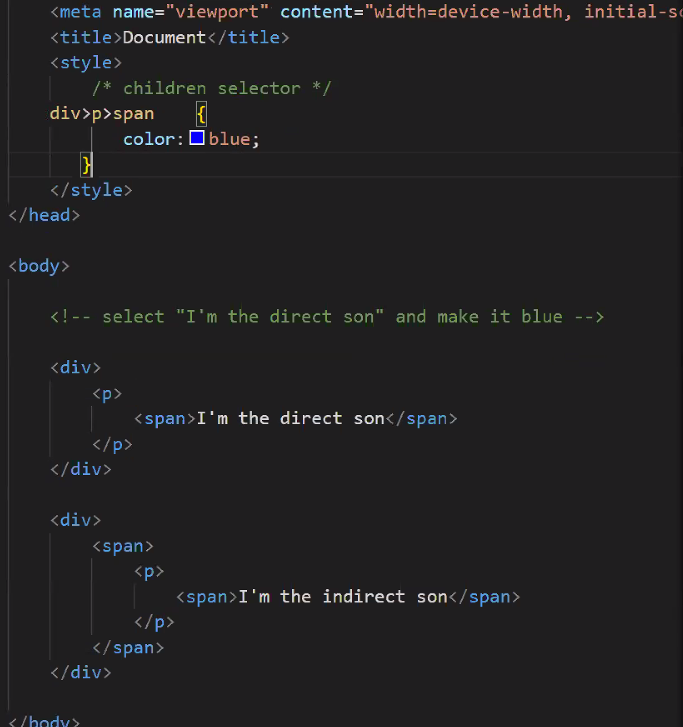 <meta name="viewport" content="width=device-width, initial-sc
<title>Document</title>
<style>
/* children selector */
div>p>span {
color: blue;
}
</style>
</head>
<body>
<!-- select "I'm the direct son" and make it blue -->
<div>
<p>
<span>I'm the direct son</span>
</p>
</div>
<div>
<span>
<p>
<span>I'm the indirect son</span>
</p>
</span>
</div>
</body>